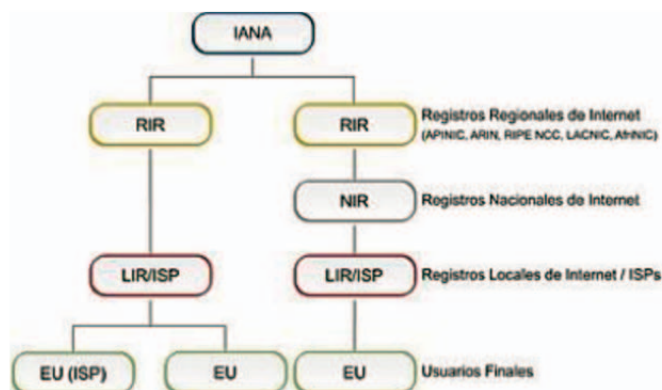 IANA
RIR
RIR
Registros Regionales de Internet
(APINIC, ARIN, RIPE NCC, LACNIC, AfriNIC)
NIR
Registros Nacionales de Internet
LIR/ISP
LIR/ISP
Registros Locales de Internet / ISPs
EU (ISP)
EU
EU
Usuarios Finales